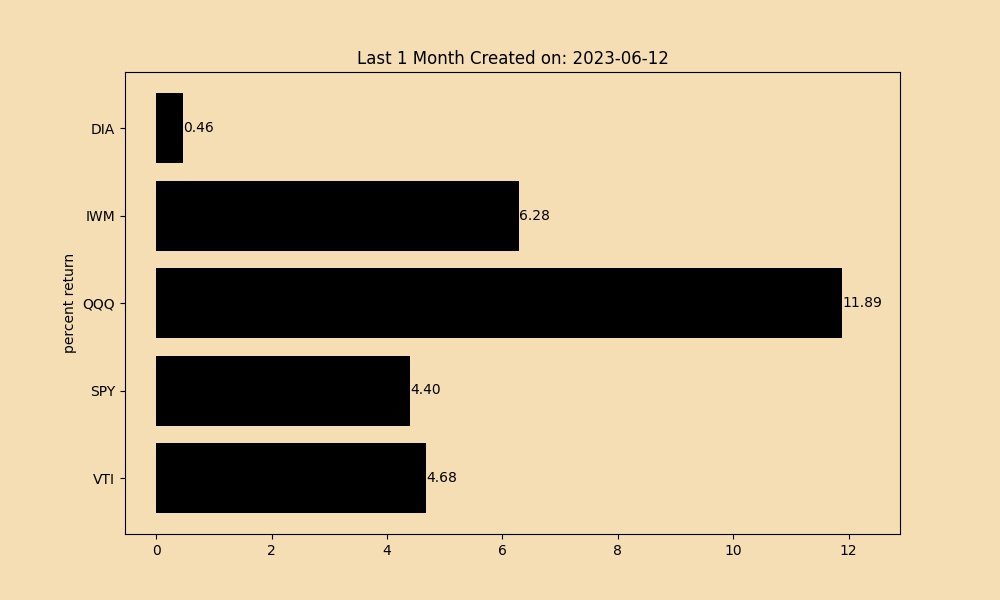 Last 1 Month Created on: 2023-06-12
DIA
0.46
IWM
6.28
percent return
QQQ
11.89
SPY
4.40
VTI
4.68
0 2 4 6 8 10 12